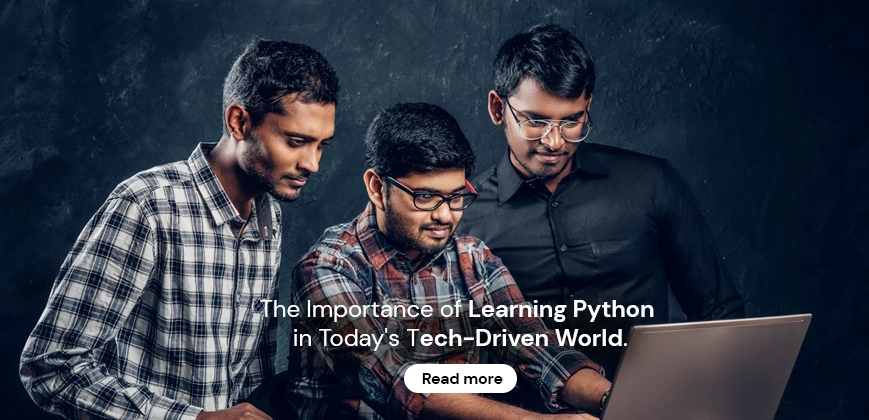 The Importance of Learning Python
in Today's Tech-Driven World.
Read more